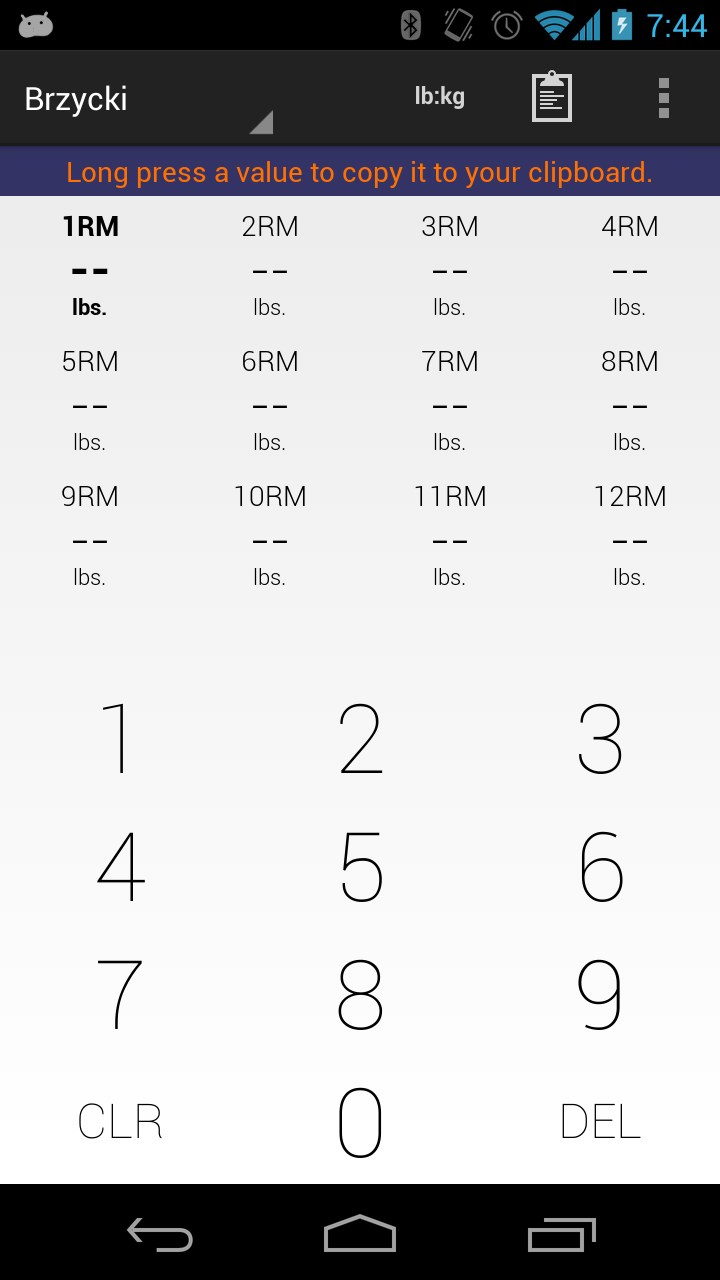 7:44
Brzycki
lb:kg
Long press a value to copy it to your clipboard.
1RM 2RM 3RM 4RM
-- -- -- --
lbs. lbs. lbs. lbs.
5RM 6RM 7RM 8RM
-- -- -- --
lbs. lbs. lbs. lbs.
9RM 10RM 11RM 12RM
-- -- -- --
lbs. lbs. lbs. lbs.
1 2 3
4 5 6
7 8 9
CLR 0 DEL